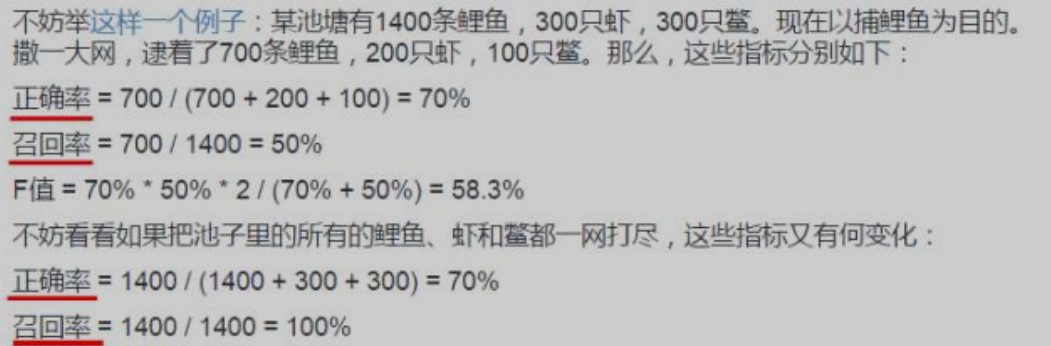 不妨举这样一个例子：某池塘有1400条鲤鱼，300只虾，300只鳖。现在以捕鲤鱼为目的。
撒一大网，逮着了700条鲤鱼，200只虾，100只鳖。那么，这些指标分别如下：
正确率 = 700 / (700 + 200 + 100) = 70%
召回率 = 700 / 1400 = 50%
F值 = 70% * 50% * 2 / (70% + 50%) = 58.3%
不妨看看如果把池子里的所有的鲤鱼、虾和鳖都一网打尽，这些指标又有何变化：
正确率 = 1400 / (1400 + 300 + 300) = 70%
召回率 = 1400 / 1400 = 100%